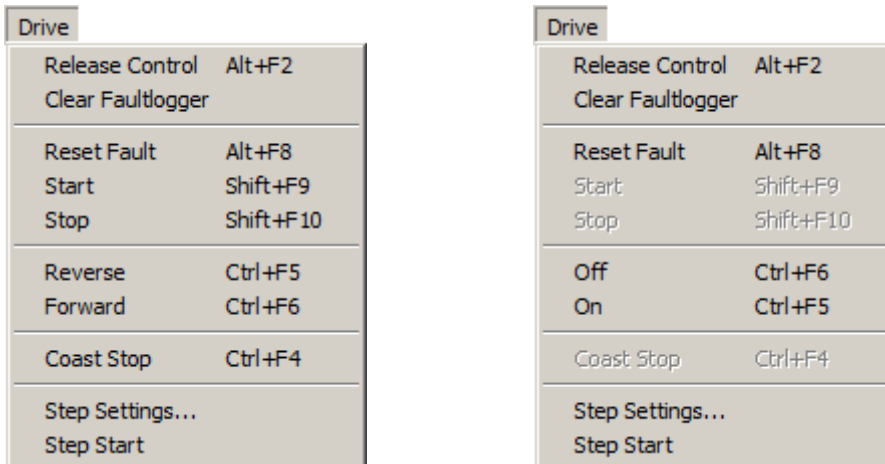 Drive
Release Control Alt+F2
Clear Faultlogger
Reset Fault Alt+F8
Start Shift+F9
Stop Shift+F10
Reverse Ctrl+F5
Forward Ctrl+F6
Coast Stop Ctrl+F4
Step Settings...
Step Start
Drive
Release Control Alt+F2
Clear Faultlogger
Reset Fault Alt+F8
Start Shift+F9
Stop Shift+F10
Off Ctrl+F6
On Ctrl+F5
Coast Stop Ctrl+F4
Step Settings...
Step Start